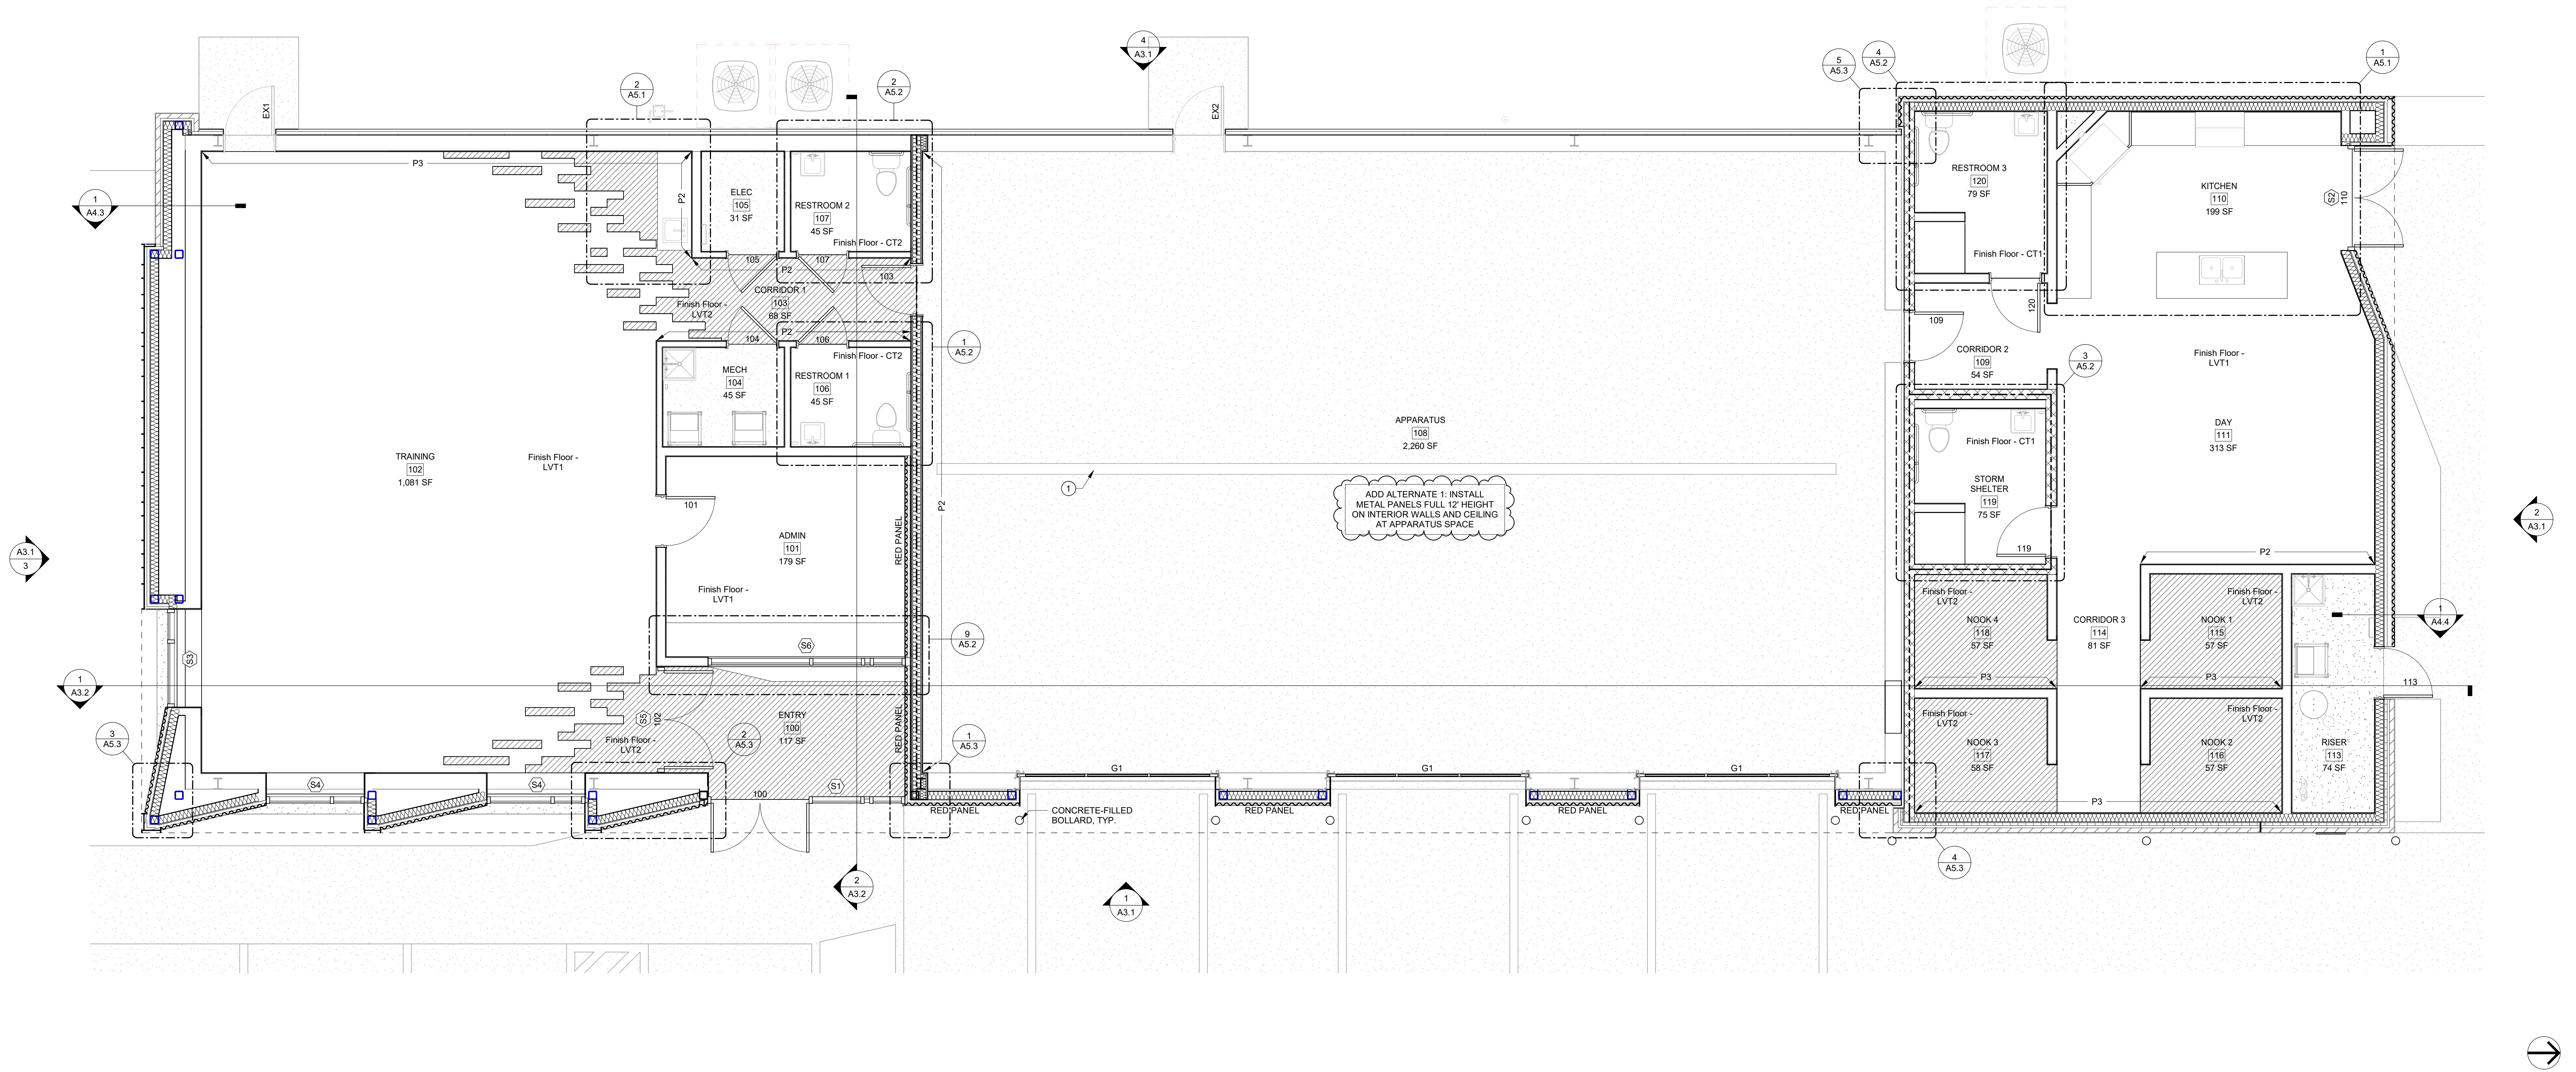 4
A3.1
5
A5.3
4
A5.2
1
A5.1
2
A5.1
2
A5.2
EX1
EX2
P3
P2
ELEC
105
31 SF
RESTROOM 2
107
45 SF
Finish Floor - CT2
RESTROOM 3
120
79 SF
Finish Floor - CT1
KITCHEN
110
199 SF
S2
110
1
A4.3
105
P2
107
103
CORRIDOR 1
103
68 SF
Finish Floor -
LVT2
P2
104
106
Finish Floor - CT2
1
A5.2
MECH
104
45 SF
RESTROOM 1
106
45 SF
109
120
CORRIDOR 2
109
54 SF
3
A5.2
Finish Floor -
LVT1
TRAINING
102
1,081 SF
Finish Floor -
LVT1
APPARATUS
108
2,260 SF
DAY
111
313 SF
Finish Floor - CT1
STORM
SHELTER
119
75 SF
119
1
P2
ADD ALTERNATE 1: INSTALL
METAL PANELS FULL 12' HEIGHT
ON INTERIOR WALLS AND CEILING
AT APPARATUS SPACE
101
ADMIN
101
179 SF
RED PANEL
Finish Floor -
LVT1
A3.1
3
2
A3.1
P2
Finish Floor -
LVT2
Finish Floor -
LVT2
NOOK 4
118
57 SF
CORRIDOR 3
114
81 SF
NOOK 1
115
57 SF
1
A4.4
9
A5.2
S6
S3
1
A3.2
P3
P3
113
S5
102
ENTRY
100
117 SF
RED PANEL
Finish Floor -
LVT2
2
A5.3
1
A5.3
3
A5.3
Finish Floor -
LVT2
Finish Floor -
LVT2
NOOK 3
117
58 SF
NOOK 2
116
57 SF
RISER
113
74 SF
G1
G1
G1
S4
S4
100
S1
P3
RED PANEL
CONCRETE-FILLED
BOLLARD, TYP.
RED PANEL
RED PANEL
RED PANEL
4
A5.3
2
A3.2
1
A3.1